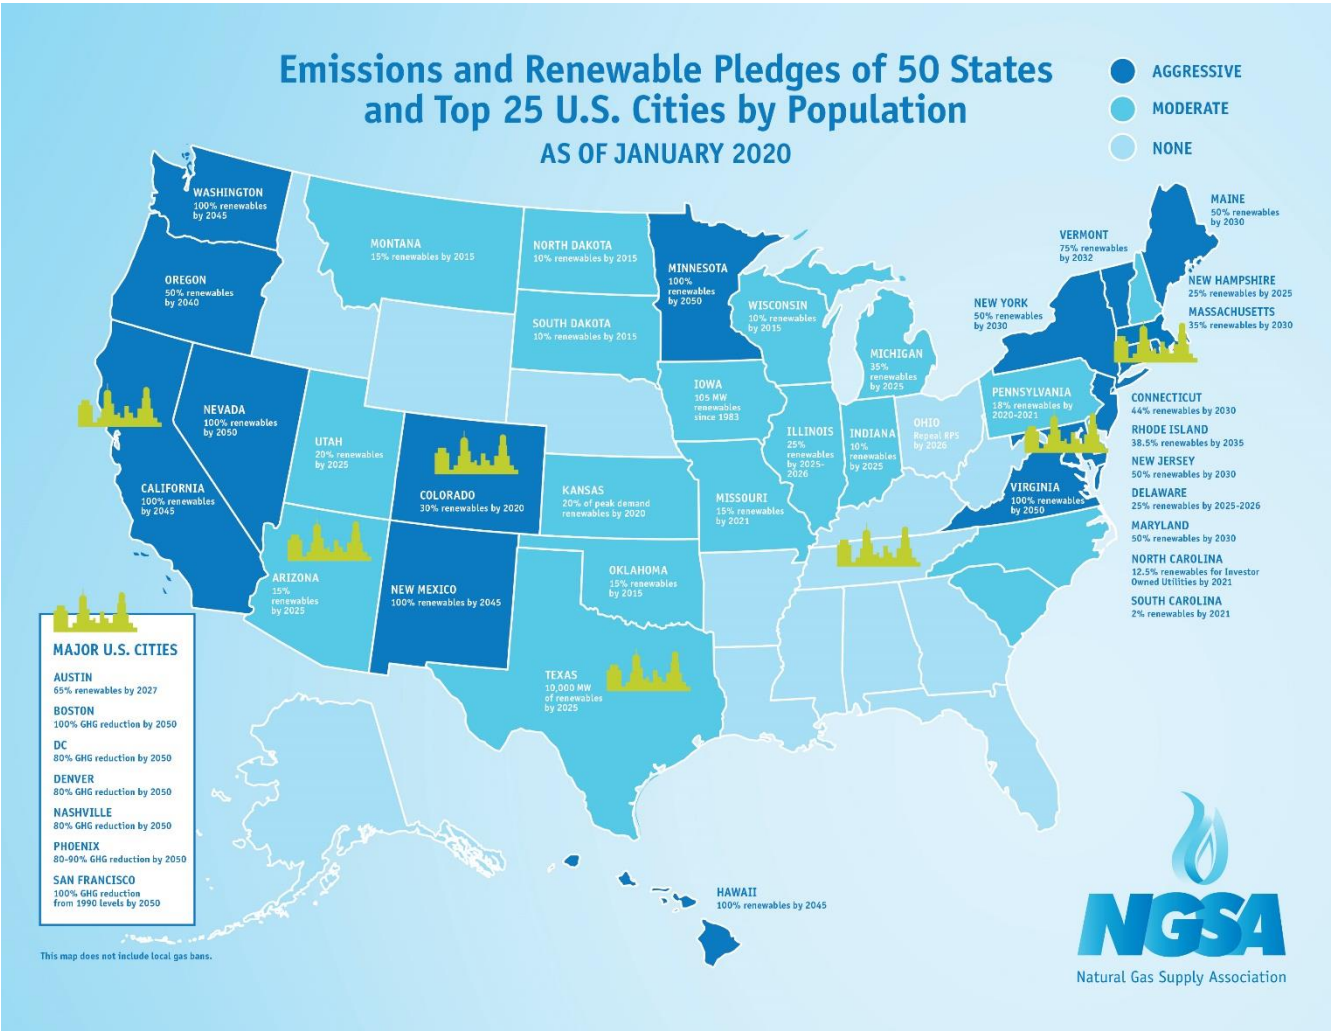 Emissions and Renewable Pledges of 50 States
and Top 25 U.S. Cities by Population
AS OF JANUARY 2020
AGGRESSIVE
MODERATE
NONE
WASHINGTON
100% renewables
by 2045
OREGON
50% renewables
by 2040
MONTANA
15% renewables by 2015
NORTH DAKOTA
10% renewables by 2015
SOUTH DAKOTA
10% renewables by 2015
MINNESOTA
100%
renewables
by 2050
WISCONSIN
10% renewables
by 2015
MICHIGAN
35%
renewables
by 2025
NEW YORK
50% renewables
by 2030
VERMONT
75% renewables
by 2032
MAINE
50% renewables
by 2030
NEW HAMPSHIRE
25% renewables by 2025
MASSACHUSETTS
35% renewables by 2030
NEVADA
100% renewables
by 2050
CALIFORNIA
100% renewables
by 2045
UTAH
20% renewables
by 2025
COLORADO
30% renewables by 2020
KANSAS
20% of peak demand
renewables by 2020
IOWA
105 MW
renewables
since 1983
MISSOURI
15% renewables
by 2021
ILLINOIS
25%
renewables
by 2025-
2026
INDIANA
10%
renewables
by 2025
OHIO
Repeal RPS
by 2026
PENNSYLVANIA
18% renewables by
2020-2021
VIRGINIA
100% renewables
by 2050
CONNECTICUT
44% renewables by 2030
RHODE ISLAND
38.5% renewables by 2035
NEW JERSEY
50% renewables by 2030
DELAWARE
25% renewables by 2025-2026
MARYLAND
50% renewables by 2030
NORTH CAROLINA
12.5% renewables for Investor
Owned Utilities by 2021
SOUTH CAROLINA
2% renewables by 2021
ARIZONA
15%
renewables
by 2025
NEW MEXICO
100% renewables by 2045
OKLAHOMA
15% renewables
by 2015
TEXAS
10,000 MW
of renewables
by 2025
HAWAII
100% renewables by 2045
MAJOR U.S. CITIES
AUSTIN
65% renewables by 2027
BOSTON
100% GHG reduction by 2050
DC
80% GHG reduction by 2050
DENVER
80% GHG reduction by 2050
NASHVILLE
80% GHG reduction by 2050
PHOENIX
80-90% GHG reduction by 2050
SAN FRANCISCO
100% GHG reduction
from 1990 levels by 2050
This map does not include local gas bans.
NGSA
Natural Gas Supply Association